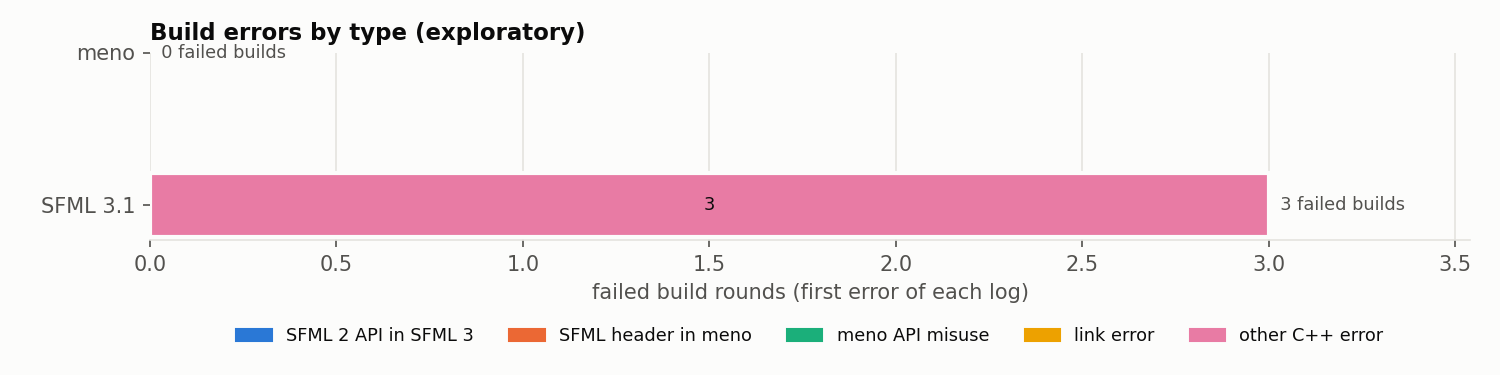 Build errors by type (exploratory)
meno 0 failed builds
SFML 3.1 3 3 failed builds
0.0 0.5 1.0 1.5 2.0 2.5 3.0 3.5
failed build rounds (first error of each log)
SFML 2 API in SFML 3 SFML header in meno meno API misuse link error other C++ error